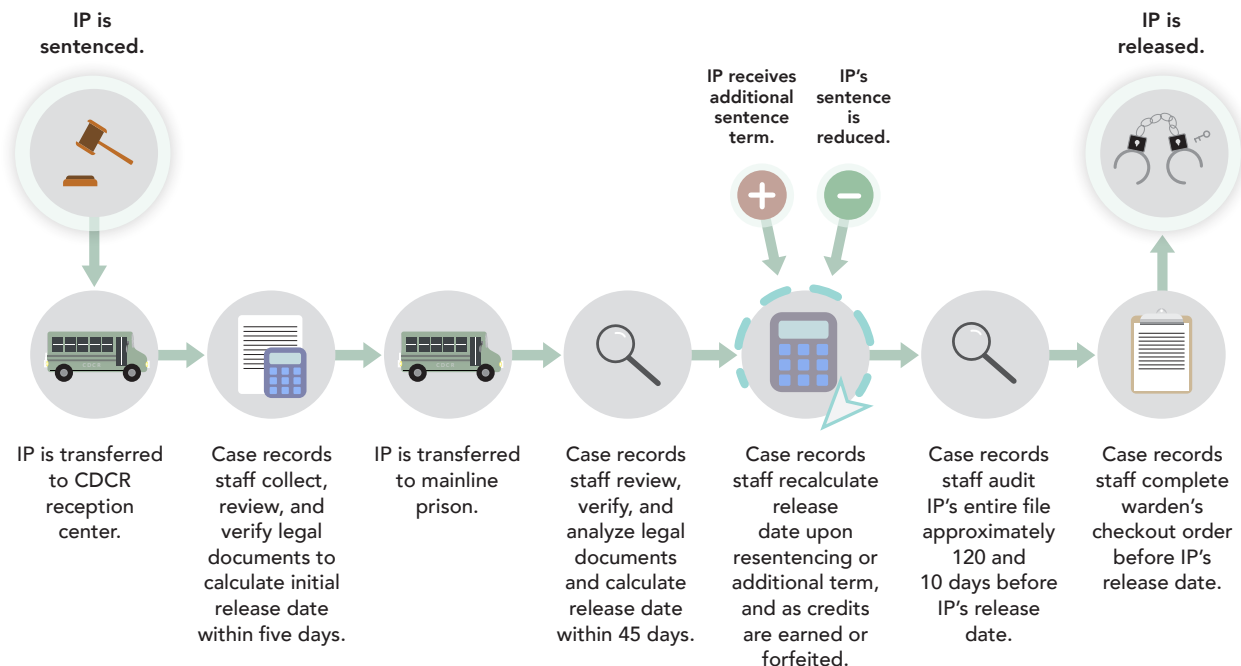 IP is
sentenced.
IP receives
additional
sentence
term.
IP's
sentence
is
reduced.
IP is
released.
CDCR
CDCR
IP is transferred
to CDCR
reception
center.
Case records
staff collect,
review, and
verify legal
documents to
calculate initial
release date
within five days.
IP is transferred
to mainline
prison.
Case records
staff review,
verify, and
analyze legal
documents
and calculate
release date
within 45 days.
Case records
staff recalculate
release
date upon
resentencing or
additional term,
and as credits
are earned or
forfeited.
Case records
staff audit
IP's entire file
approximately
120 and
10 days before
IP's release
date.
Case records
staff complete
warden's
checkout order
before IP's
release date.